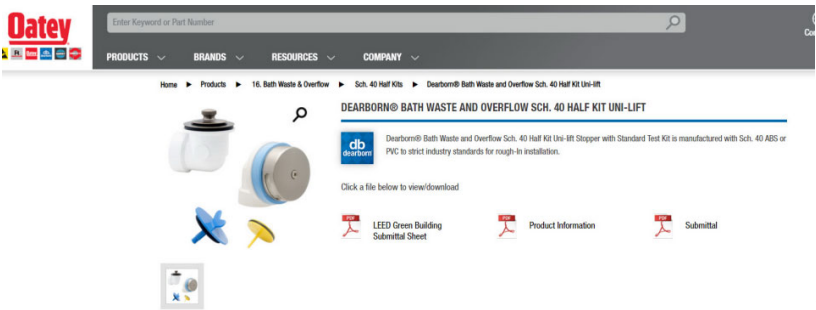 Oatey
Enter Keyword or Part Number
PRODUCTS
BRANDS
RESOURCES
COMPANY
Home ► Products ► 16. Bath Waste & Overflow ► Sch. 40 Half Kits ► Dearborn® Bath Waste and Overflow Sch. 40 Half Kit Uni-lift
DEARBORN® BATH WASTE AND OVERFLOW SCH. 40 HALF KIT UNI-LIFT
db
dearborn
Dearborn® Bath Waste and Overflow Sch. 40 Half Kit Uni-lift Stopper with Standard Test Kit is manufactured with Sch. 40 ABS or
PVC to strict industry standards for rough-in installation.
Click a file below to view/download
PDF
LEED Green Building
Submittal Sheet
PDF
Product Information
PDF
Submittal